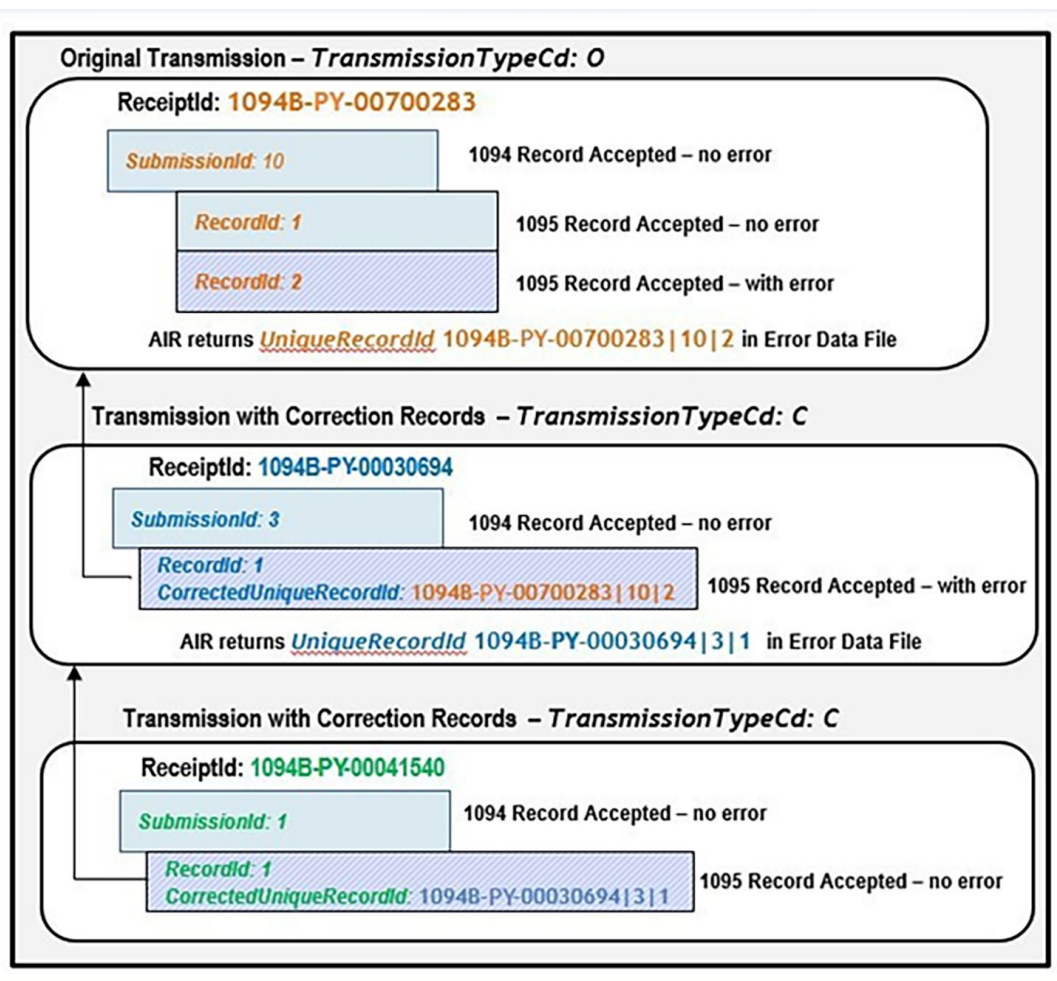 Original Transmission – TransmissionTypeCd: O
ReceiptId: 1094B-PY-00700283
SubmissionId: 10
1094 Record Accepted – no error
RecordId: 1
1095 Record Accepted – no error
RecordId: 2
1095 Record Accepted – with error
AIR returns UniqueRecordId 1094B-PY-00700283|10|2 in Error Data File
Transmission with Correction Records – TransmissionTypeCd: C
ReceiptId: 1094B-PY-00030694
SubmissionId: 3
1094 Record Accepted – no error
RecordId: 1
CorrectedUniqueRecordId: 1094B-PY-00700283|10|2
1095 Record Accepted – with error
AIR returns UniqueRecordId 1094B-PY-00030694|3|1 in Error Data File
Transmission with Correction Records – TransmissionTypeCd: C
ReceiptId: 1094B-PY-00041540
SubmissionId: 1
1094 Record Accepted – no error
RecordId: 1
CorrectedUniqueRecordId: 1094B-PY-00030694|3|1
1095 Record Accepted – no error